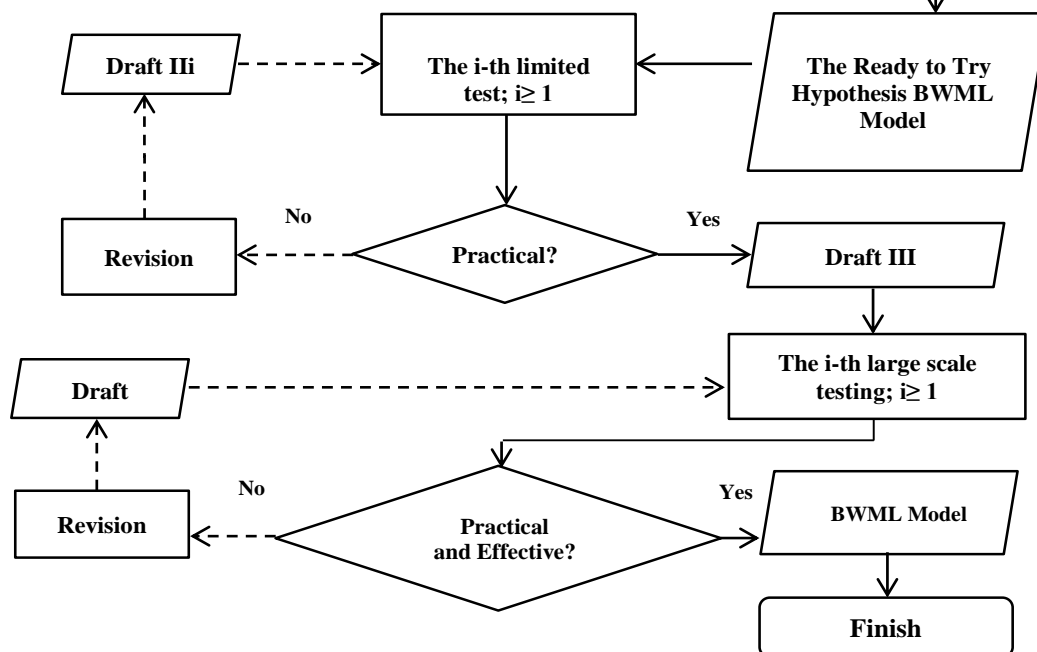 Draft IIi
The i-th limited
test; i≥ 1
The Ready to Try
Hypothesis BWML
Model
No
Yes
Revision
Practical?
Draft III
Draft
The i-th large scale
testing; i≥ 1
No
Yes
Revision
Practical
and Effective?
BWML Model
Finish